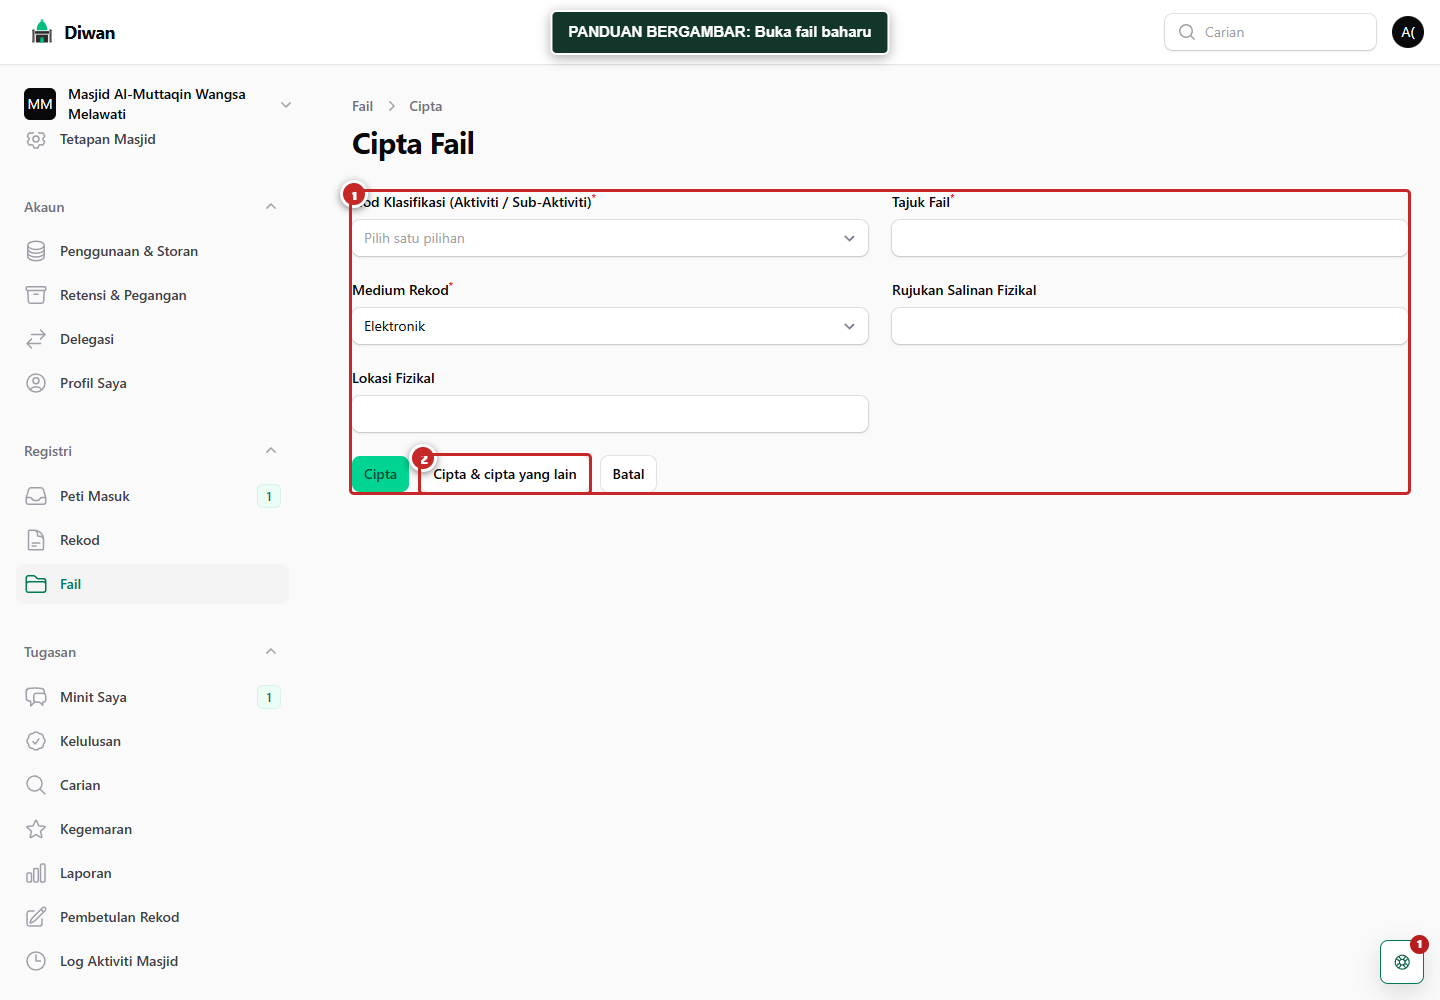 Diwan
PANDUAN BERGAMBAR: Buka fail baharu
Carian
A(
MM
Masjid Al-Muttaqin Wangsa
Melawati
Tetapan Masjid
Akaun
Penggunaan & Storan
Retensi & Pegangan
Delegasi
Profil Saya
Registri
Peti Masuk
1
Rekod
Fail
Tugasan
Minit Saya
1
Kelulusan
Carian
Kegemaran
Laporan
Pembetulan Rekod
Log Aktiviti Masjid
Fail
Cipta
Cipta Fail
1
od Klasifikasi (Aktiviti / Sub-Aktiviti)*
Tajuk Fail*
Pilih satu pilihan
Medium Rekod*
Rujukan Salinan Fizikal
Elektronik
Lokasi Fizikal
Cipta
2
Cipta & cipta yang lain
Batal
1